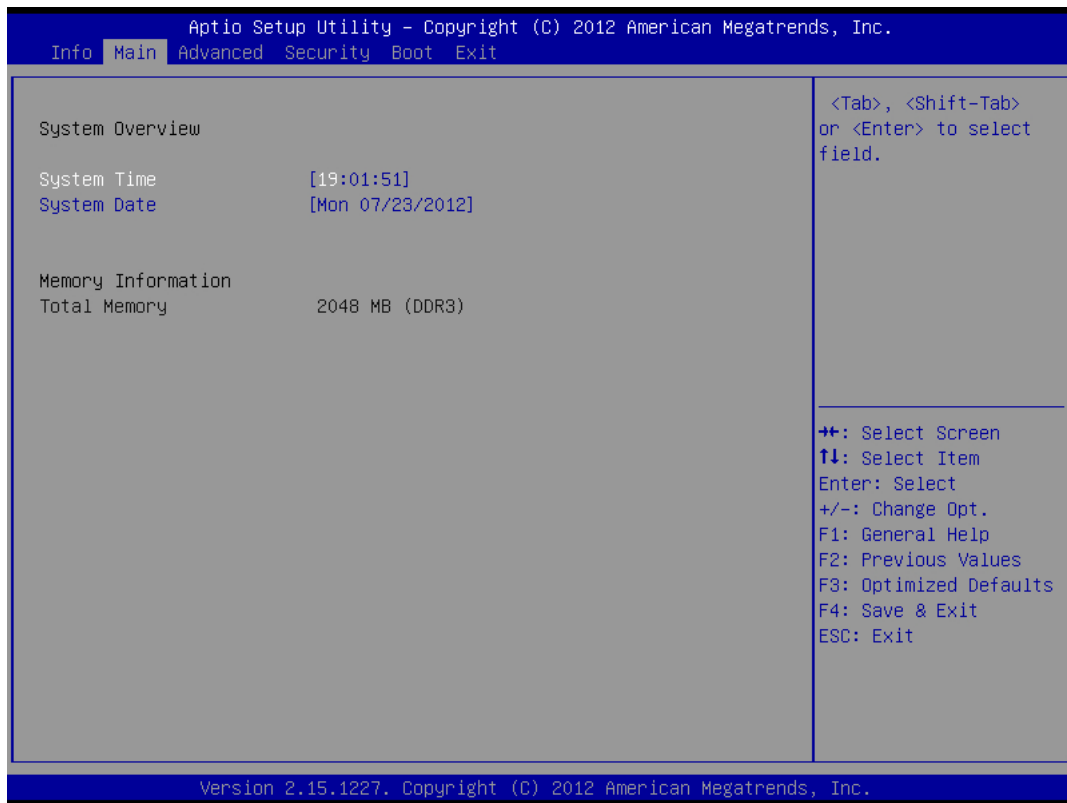 Aptio Setup Utility – Copyright (C) 2012 American Megatrends, Inc.
Info Main Advanced Security Boot Exit
System Overview
System Time [19:01:51]
System Date [Mon 07/23/2012]
Memory Information
Total Memory 2048 MB (DDR3)
<Tab>, <Shift-Tab>
or <Enter> to select
field.
→←: Select Screen
↑↓: Select Item
Enter: Select
+/-: Change Opt.
F1: General Help
F2: Previous Values
F3: Optimized Defaults
F4: Save & Exit
ESC: Exit
Version 2.15.1227. Copyright (C) 2012 American Megatrends, Inc.